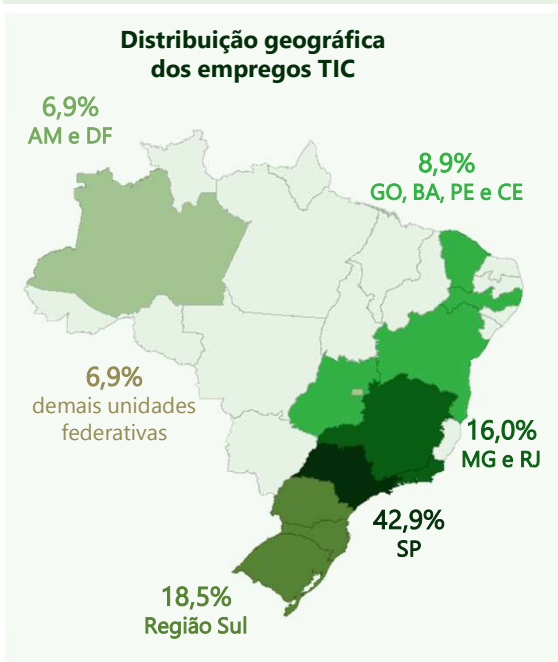 Distribuição geográfica
dos empregos TIC
6,9%
AM e DF
8,9%
GO, BA, PE e CE
6,9%
demais unidades
federativas
16,0%
MG e RJ
42,9%
SP
18,5%
Região Sul